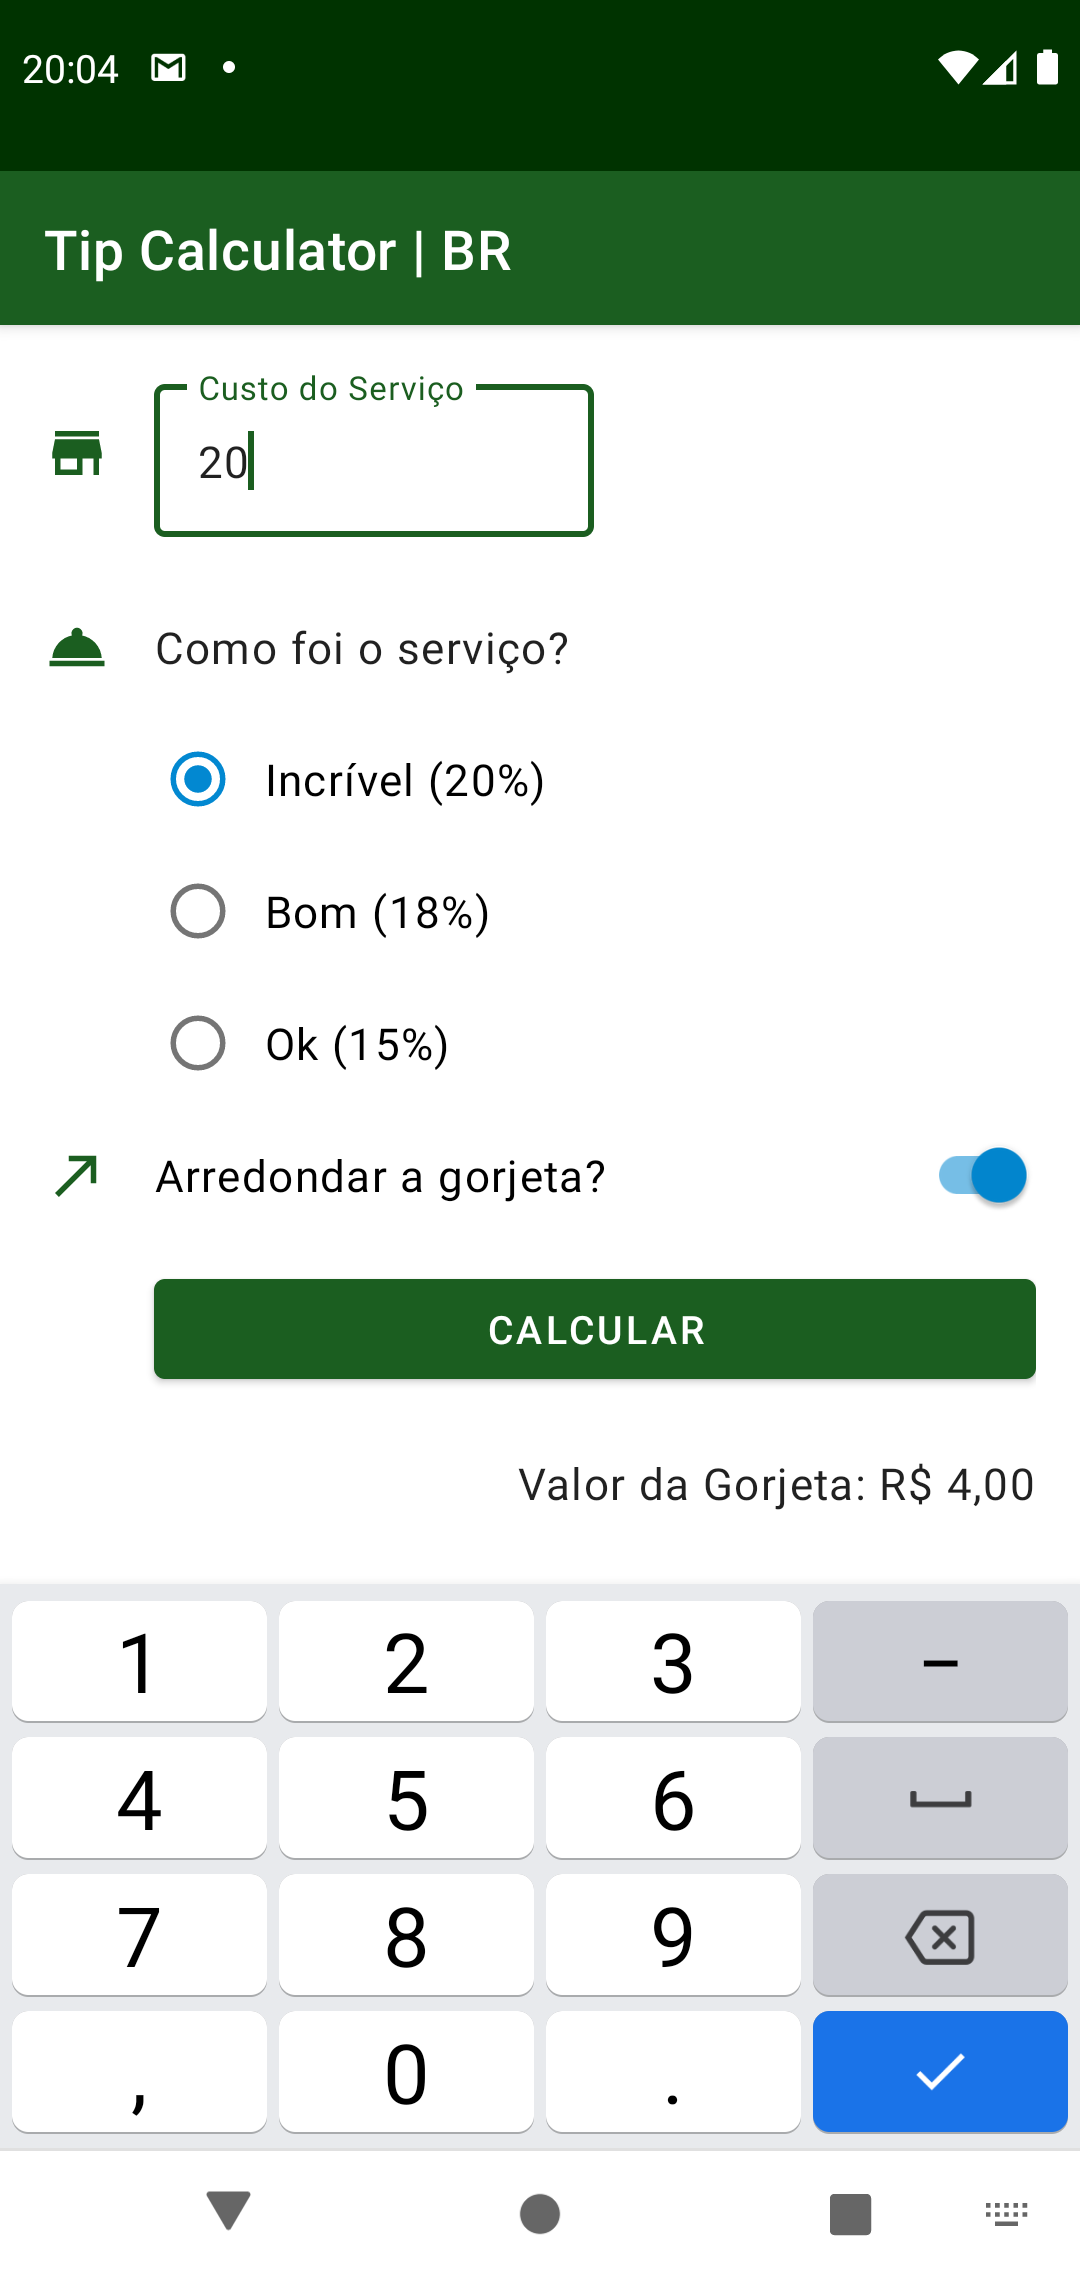 20:04
Tip Calculator | BR
Custo do Serviço
20
Como foi o serviço?
Incrível (20%)
Bom (18%)
Ok (15%)
Arredondar a gorjeta?
CALCULAR
Valor da Gorjeta: R$ 4,00
1 2 3 –
4 5 6
7 8 9
, 0 .